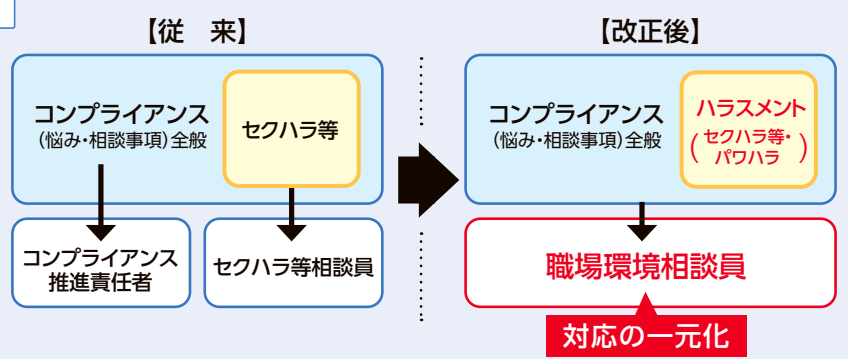 【従　来】
コンプライアンス
(悩み・相談事項)全般
セクハラ等
コンプライアンス
推進責任者
セクハラ等相談員
【改正後】
コンプライアンス
(悩み・相談事項)全般
ハラスメント
(セクハラ等・
パワハラ)
職場環境相談員
対応の一元化